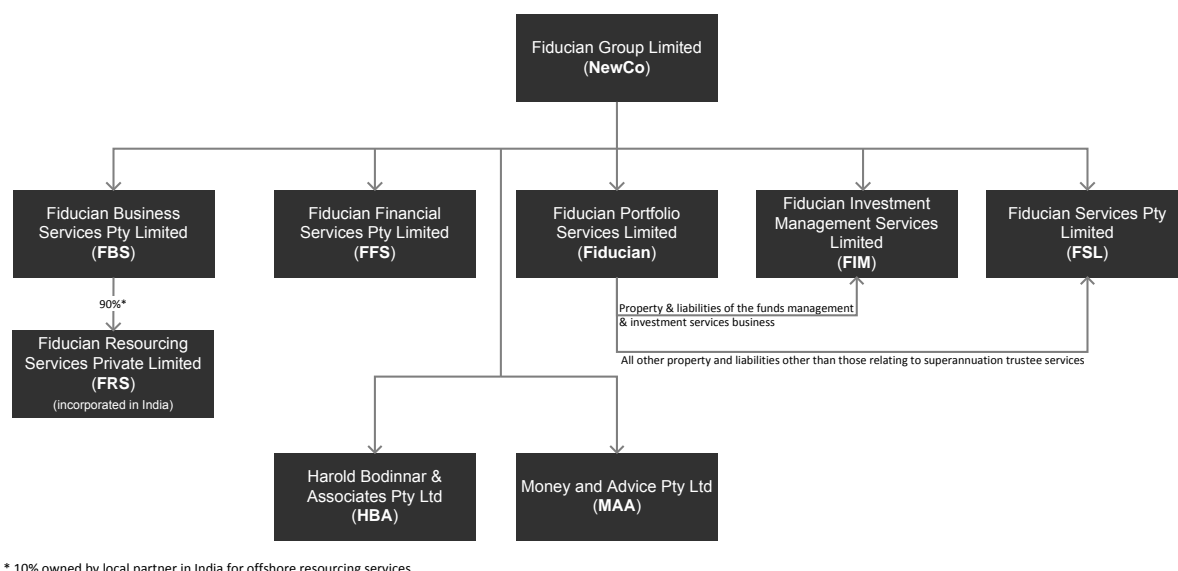 Fiducian Group Limited
(NewCo)
Fiducian Business
Services Pty Limited
(FBS)
Fiducian Financial
Services Pty Limited
(FFS)
Fiducian Portfolio
Services Limited
(Fiducian)
Fiducian Investment
Management Services
Limited
(FIM)
Fiducian Services Pty
Limited
(FSL)
90%*
Property & liabilities of the funds management
& investment services business
All other property and liabilities other than those relating to superannuation trustee services
Fiducian Resourcing
Services Private Limited
(FRS)
(incorporated in India)
Harold Bodinnar &
Associates Pty Ltd
(HBA)
Money and Advice Pty Ltd
(MAA)
* 10% owned by local partner in India for offshore resourcing services